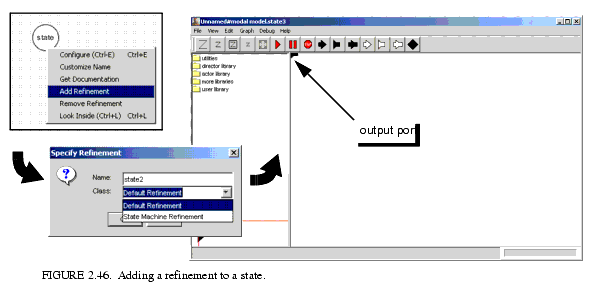 state
Configure (Ctrl-E) Ctrl+E
Customize Name
Get Documentation
Add Refinement
Remove Refinement
Look Inside (Ctrl+L) Ctrl+L
Specify Refinement
Name: state2
Class: Default Refinement
Default Refinement
State Machine Refinement
Unnamed#modal model.state3
File View Edit Graph Debug Help
utilities
director library
actor library
more libraries
user library
output por
FIGURE 2.46. Adding a refinement to a state.